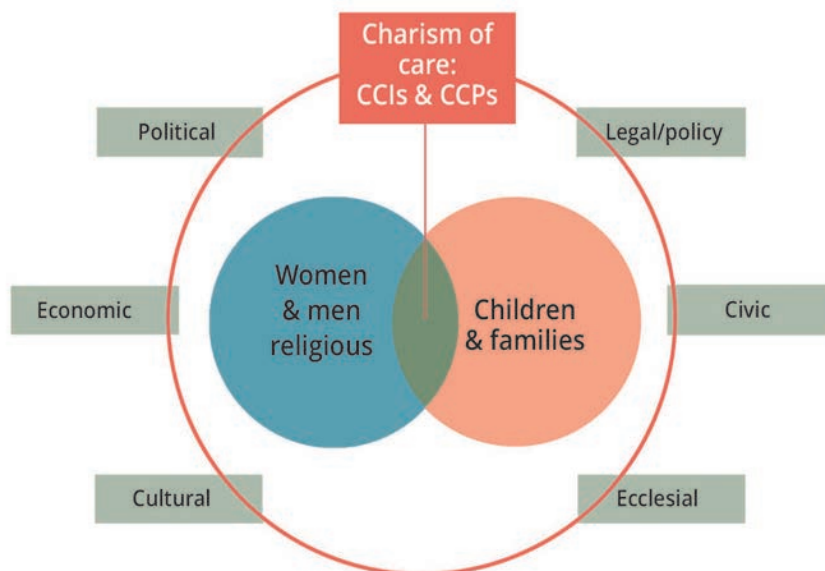 Charism of
care:
CCIs & CCPs
Political
Legal/policy
Women
& men
religious
Children
& families
Economic
Civic
Cultural
Ecclesial